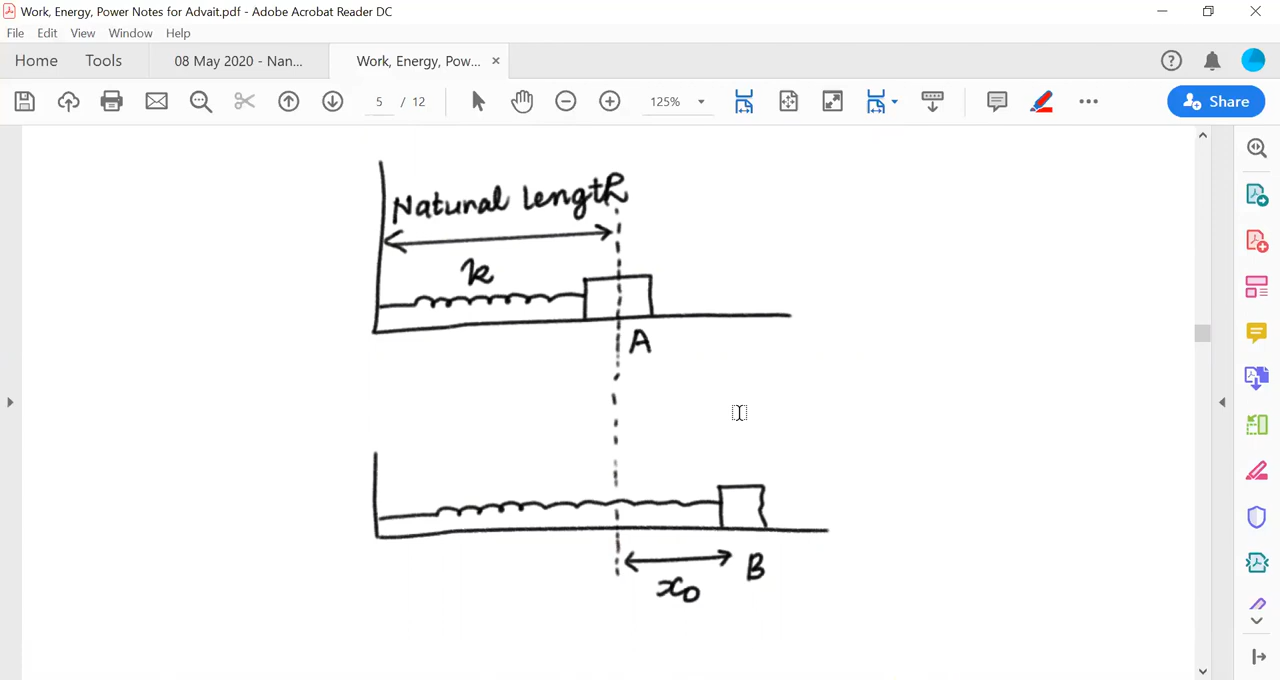 Work, Energy, Power Notes for Advait.pdf - Adobe Acrobat Reader DC
File Edit View Window Help
Home Tools 08 May 2020 - Nan... Work, Energy, Pow... ×
5 / 12 125% Share
Natural length
k
A
x₀
B